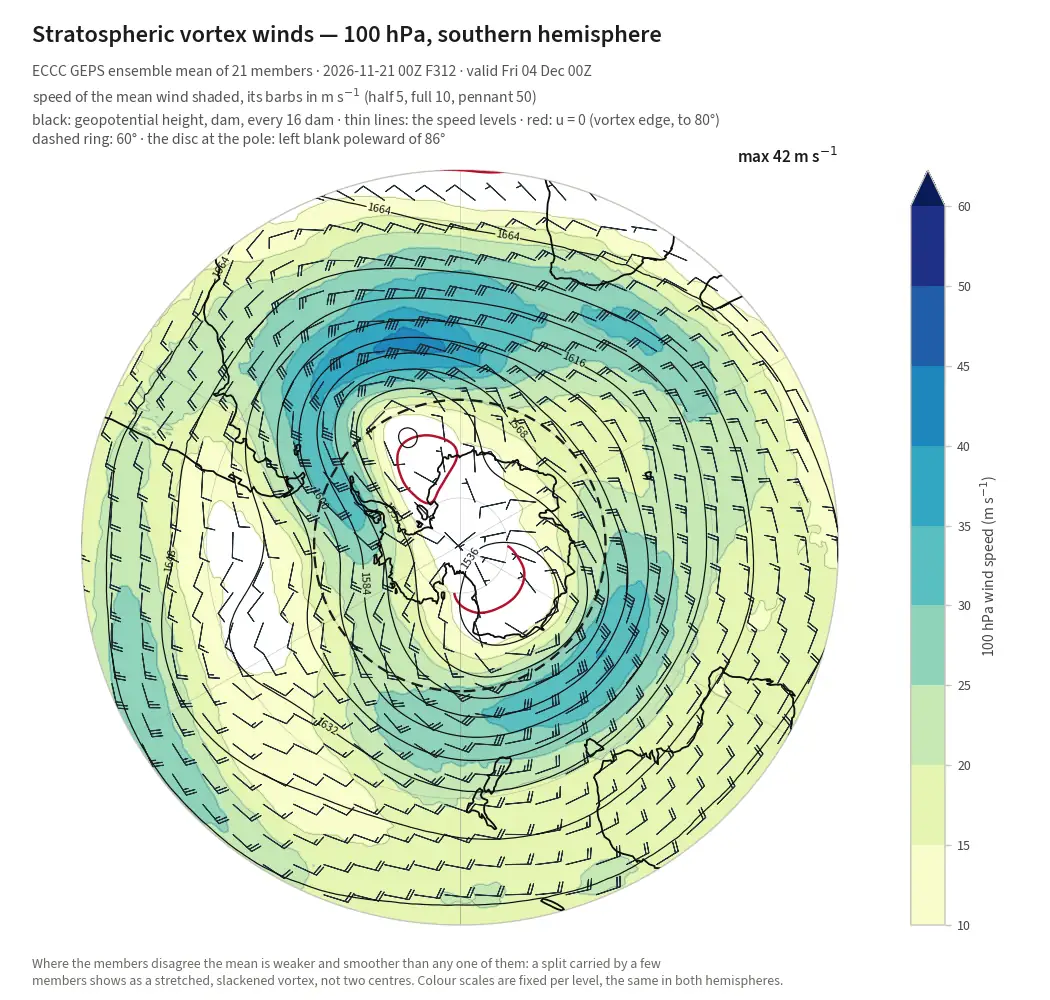 Stratospheric vortex winds — 100 hPa, southern hemisphere
ECCC GEPS ensemble mean of 21 members · 2026-11-21 00Z F312 · valid Fri 04 Dec 00Z
speed of the mean wind shaded, its barbs in m s−1 (half 5, full 10, pennant 50)
black: geopotential height, dam, every 16 dam · thin lines: the speed levels · red: u = 0 (vortex edge, to 80°)
dashed ring: 60° · the disc at the pole: left blank poleward of 86°
max 42 m s−1
1664
1664
1664
1616
1568
1600
1536
1584
1648
1632
60
50
45
40
35
30
25
20
15
10
100 hPa wind speed (m s−1)
Where the members disagree the mean is weaker and smoother than any one of them: a split carried by a few
members shows as a stretched, slackened vortex, not two centres. Colour scales are fixed per level, the same in both hemispheres.